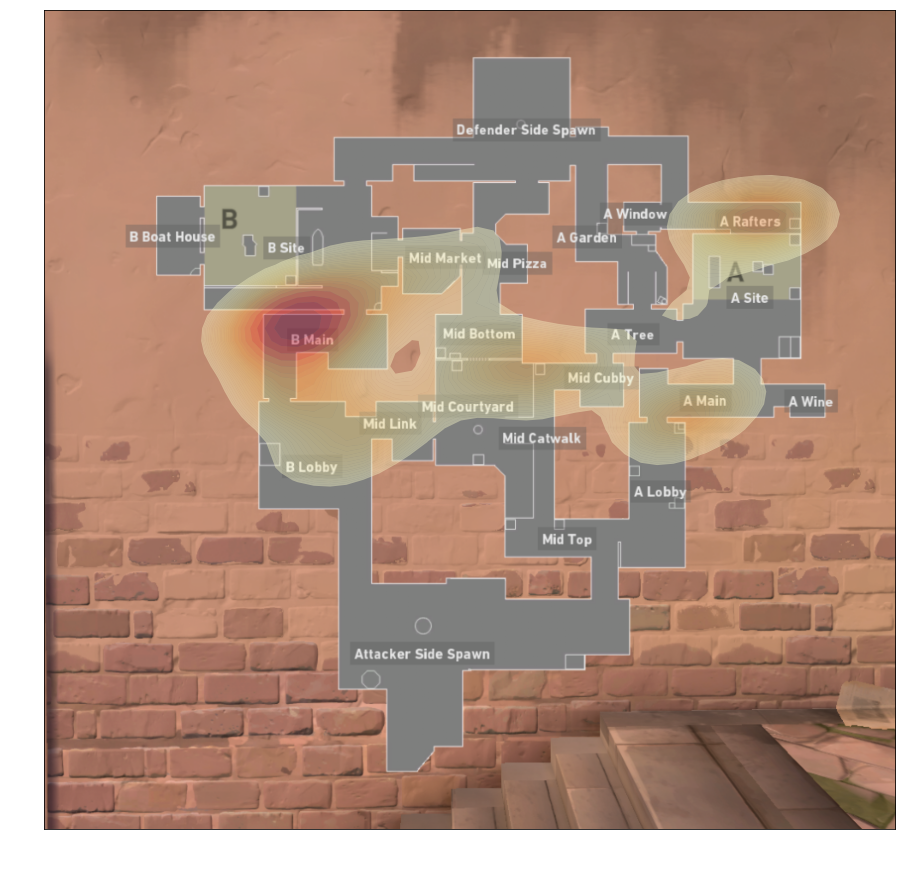 Defender Side Spawn
A Window
A Rafters
B
B Boat House
B Site
A Garden
Mid Market
Mid Pizza
A
A Site
B Main
Mid Bottom
A Tree
Mid Cubby
A Main
A Wine
Mid Courtyard
Mid Link
Mid Catwalk
B Lobby
A Lobby
Mid Top
Attacker Side Spawn